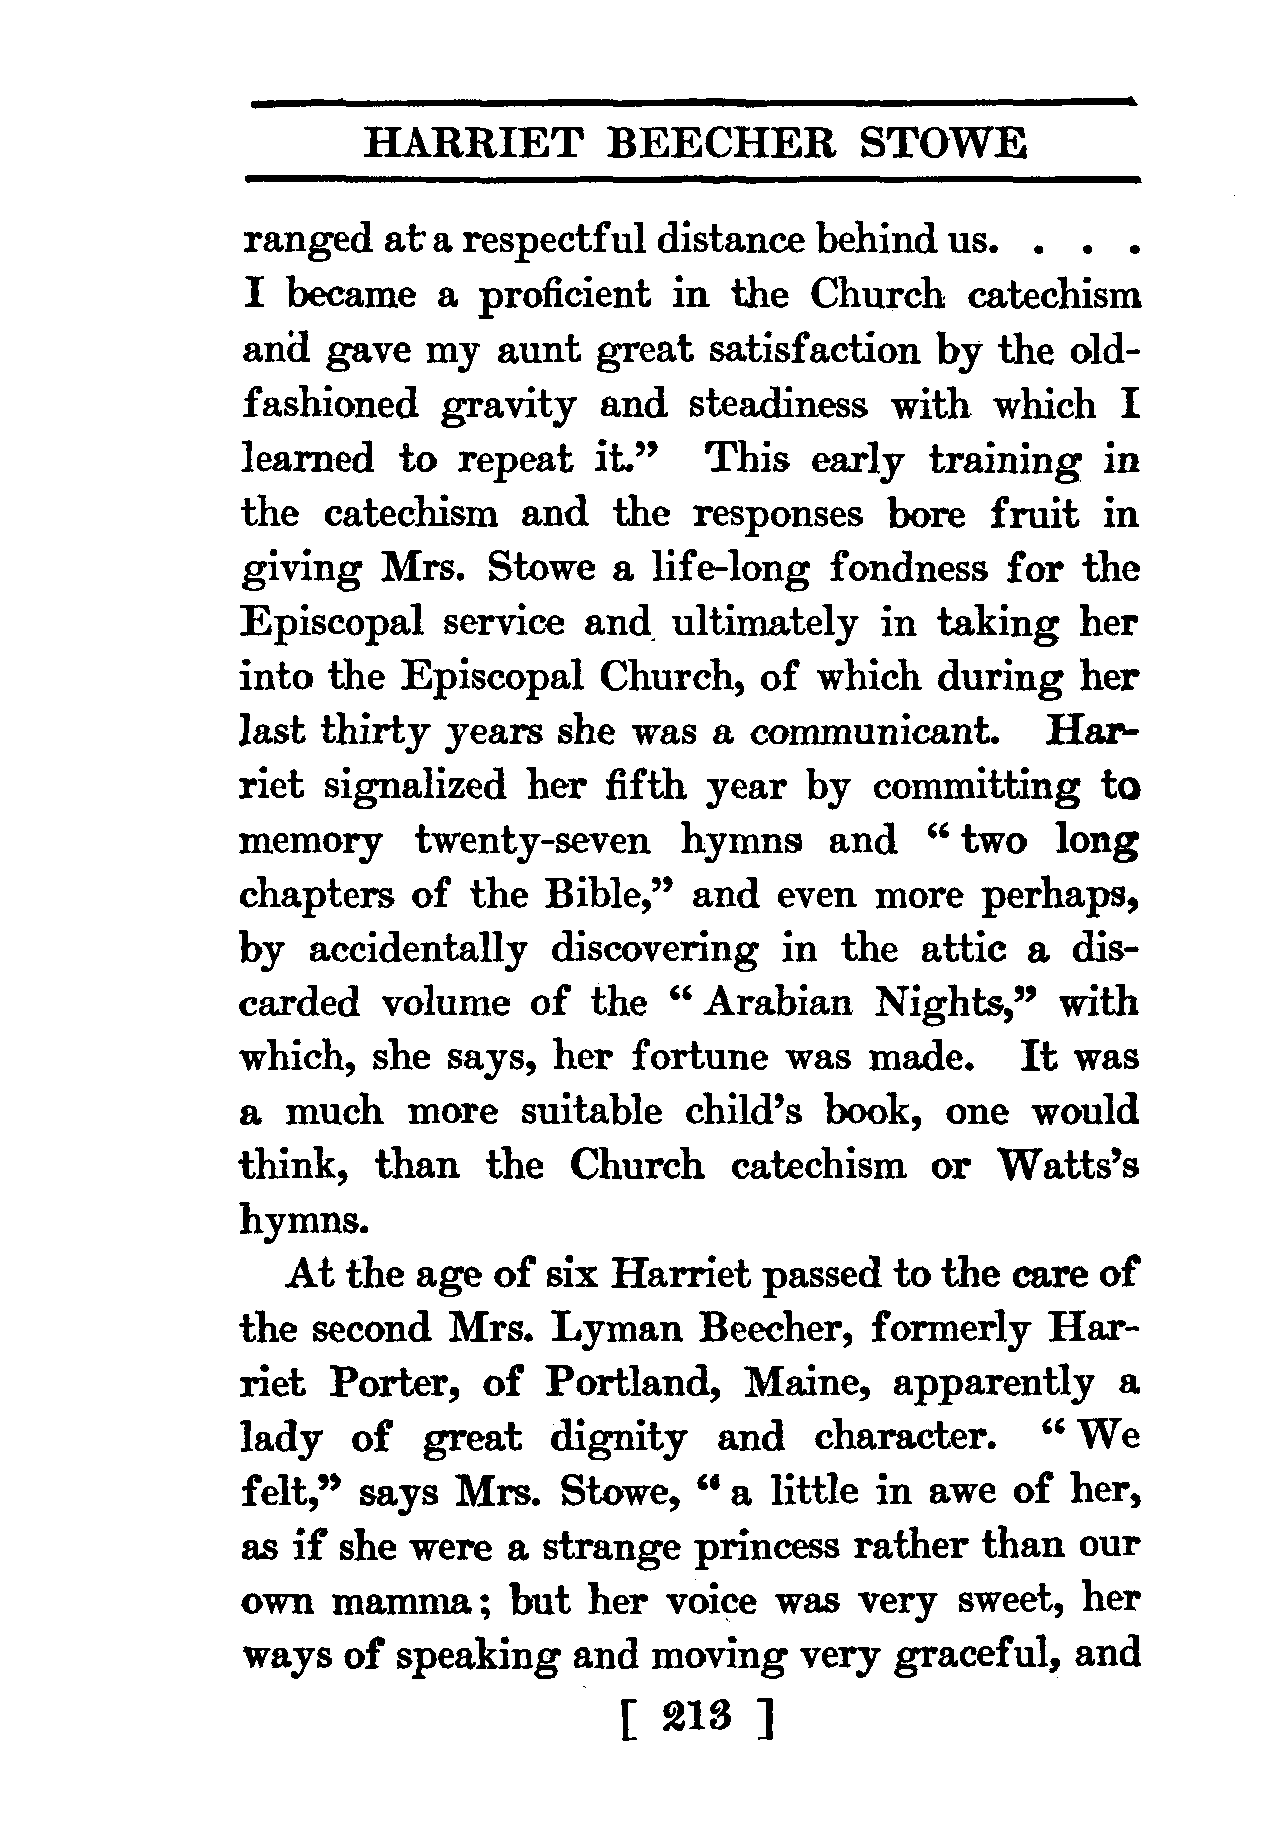 HARRIET BEECHER STOWE
ranged at a respectful distance behind us. . . .
I became a proficient in the Church catechism
and gave my aunt great satisfaction by the old-
fashioned gravity and steadiness with which I
learned to repeat it.” This early training in
the catechism and the responses bore fruit in
giving Mrs. Stowe a life-long fondness for the
Episcopal service and ultimately in taking her
into the Episcopal Church, of which during her
last thirty years she was a communicant. Har-
riet signalized her fifth year by committing to
memory twenty-seven hymns and “ two long
chapters of the Bible,” and even more perhaps,
by accidentally discovering in the attic a dis-
carded volume of the “ Arabian Nights,” with
which, she says, her fortune was made. It was
a much more suitable child’s book, one would
think, than the Church catechism or Watts’s
hymns.
At the age of six Harriet passed to the care of
the second Mrs. Lyman Beecher, formerly Har-
riet Porter, of Portland, Maine, apparently a
lady of great dignity and character. “ We
felt,” says Mrs. Stowe, “ a little in awe of her,
as if she were a strange princess rather than our
own mamma ; but her voice was very sweet, her
ways of speaking and moving very graceful, and
[ 213 ]